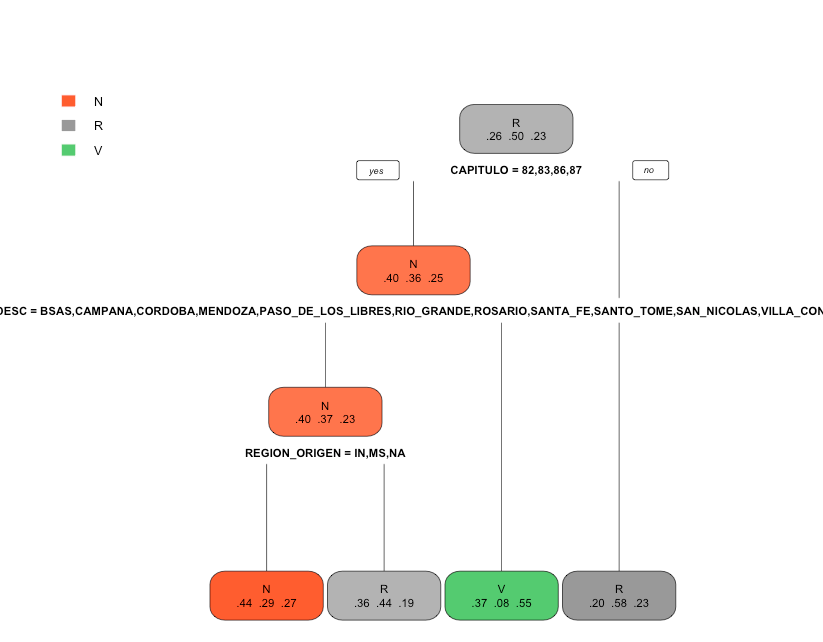 N
R
V
R
.26 .50 .23
yes
CAPITULO = 82,83,86,87
no
N
.40 .36 .25
= BSAS,CAMPANA,CORDOBA,MENDOZA,PASO_DE_LOS_LIBRES,RIO_GRANDE,ROSARIO,SANTA_FE,SANTO_TOME,SAN_NICOLAS,VILLA_CON
N
.40 .37 .23
REGION_ORIGEN = IN,MS,NA
N
.44 .29 .27
R
.36 .44 .19
V
.37 .08 .55
R
.20 .58 .23